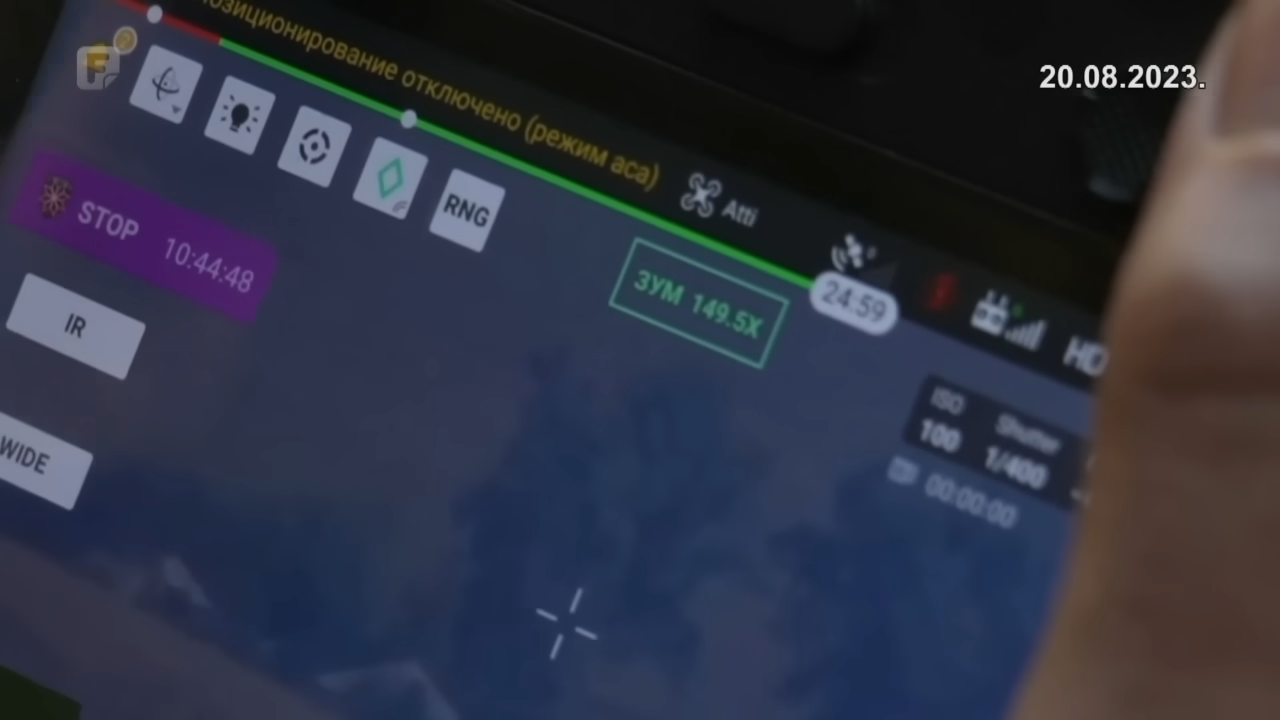 озиционирование отключено (режим аса)
20.08.2023.
F
Atti
RNG
STOP 10:44:48
ЗУМ 149.5X
24:59
HD
IR
ISO
100
Shutter
1/400
00:00:00
WIDE